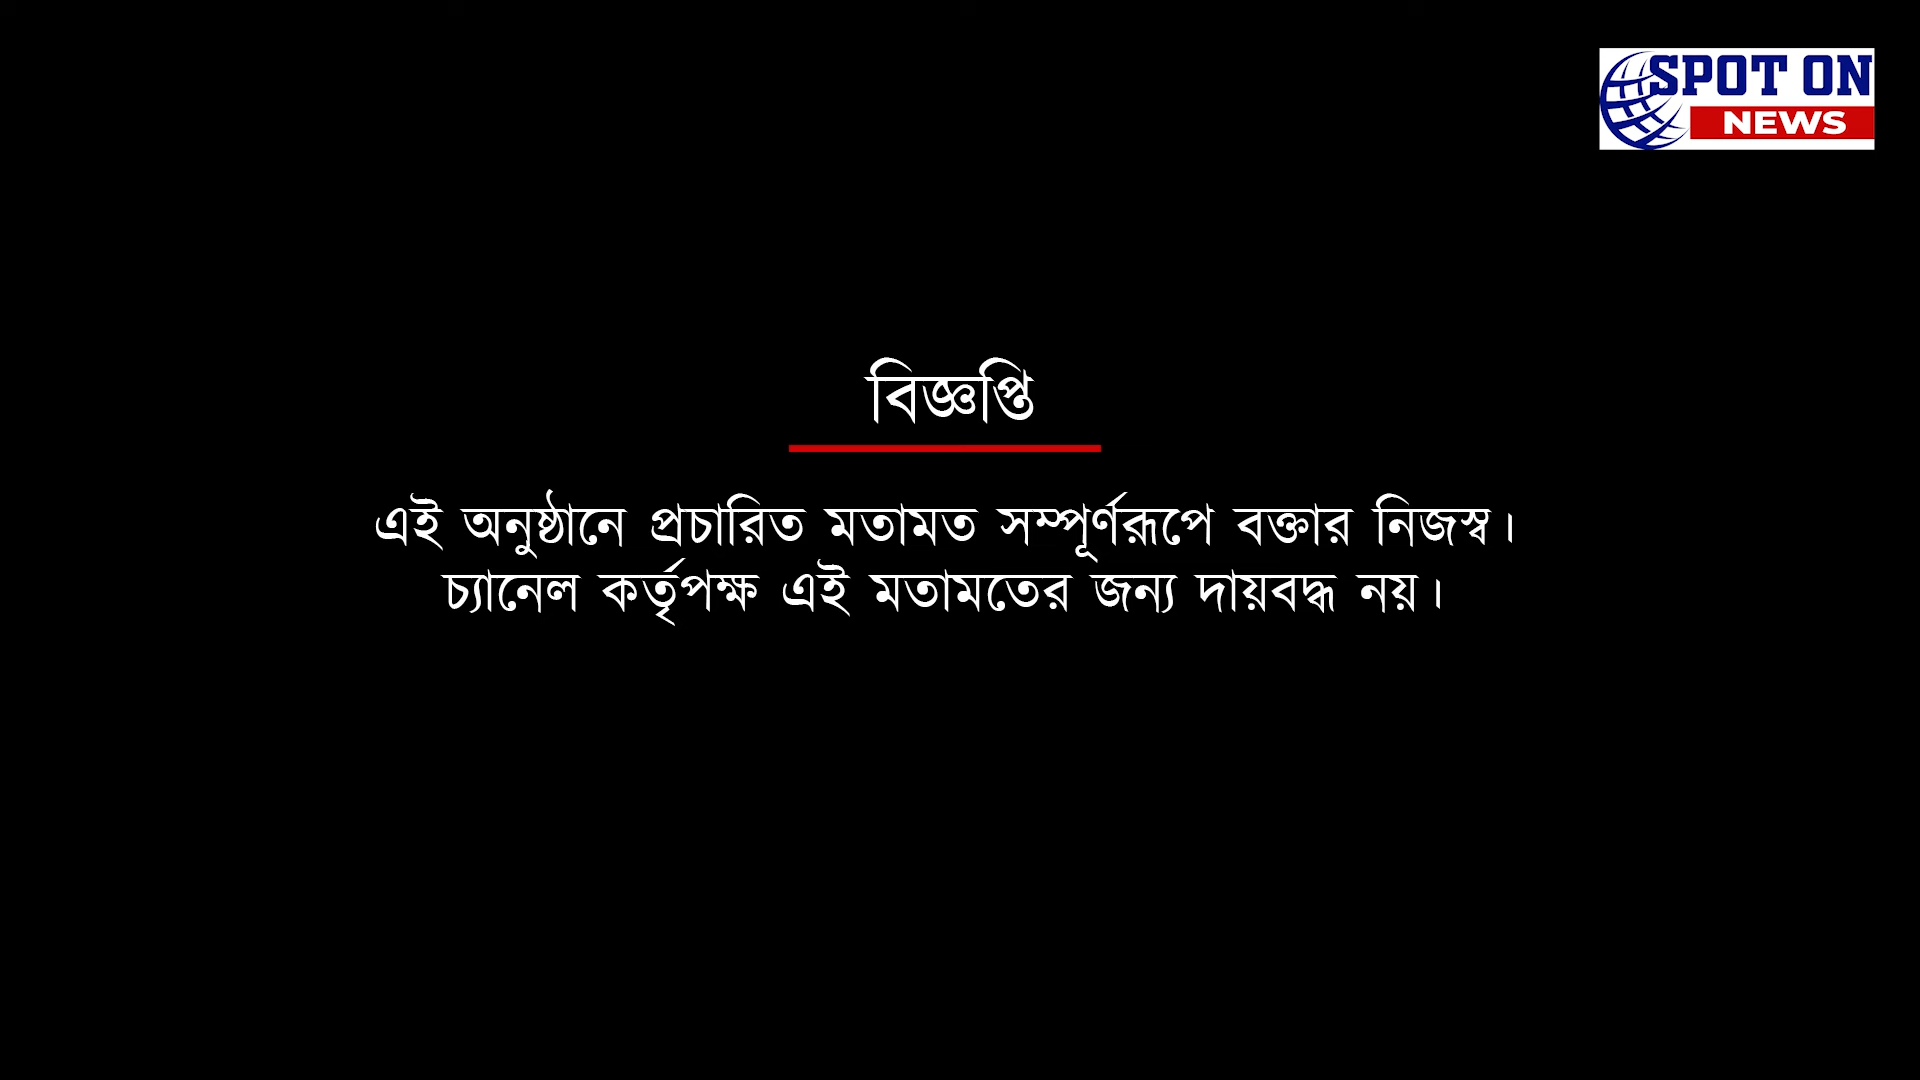 SPOT ON
NEWS
বিজ্ঞপ্তি
এই অনুষ্ঠানে প্রচারিত মতামত সম্পূর্ণরূপে বক্তার নিজস্ব।
চ্যানেল কর্তৃপক্ষ এই মতামতের জন্য দায়বদ্ধ নয়।